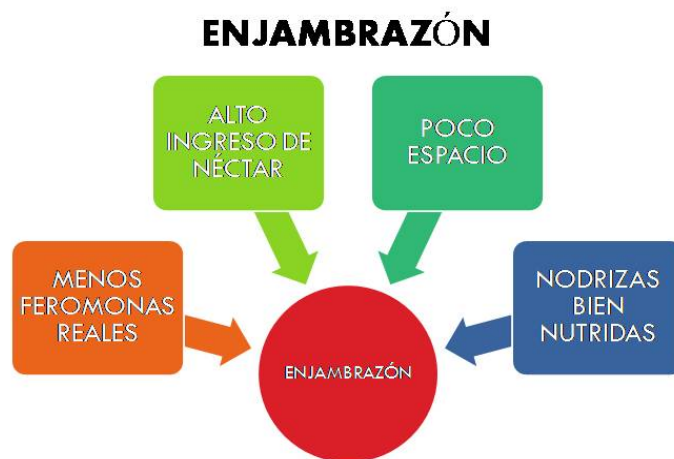 ENJAMBRAZÓN
ALTO
INGRESO DE
NÉCTAR
POCO
ESPACIO
MENOS
FEROMONAS
REALES
NODRIZAS
BIEN
NUTRIDAS
ENJAMBRAZÓN